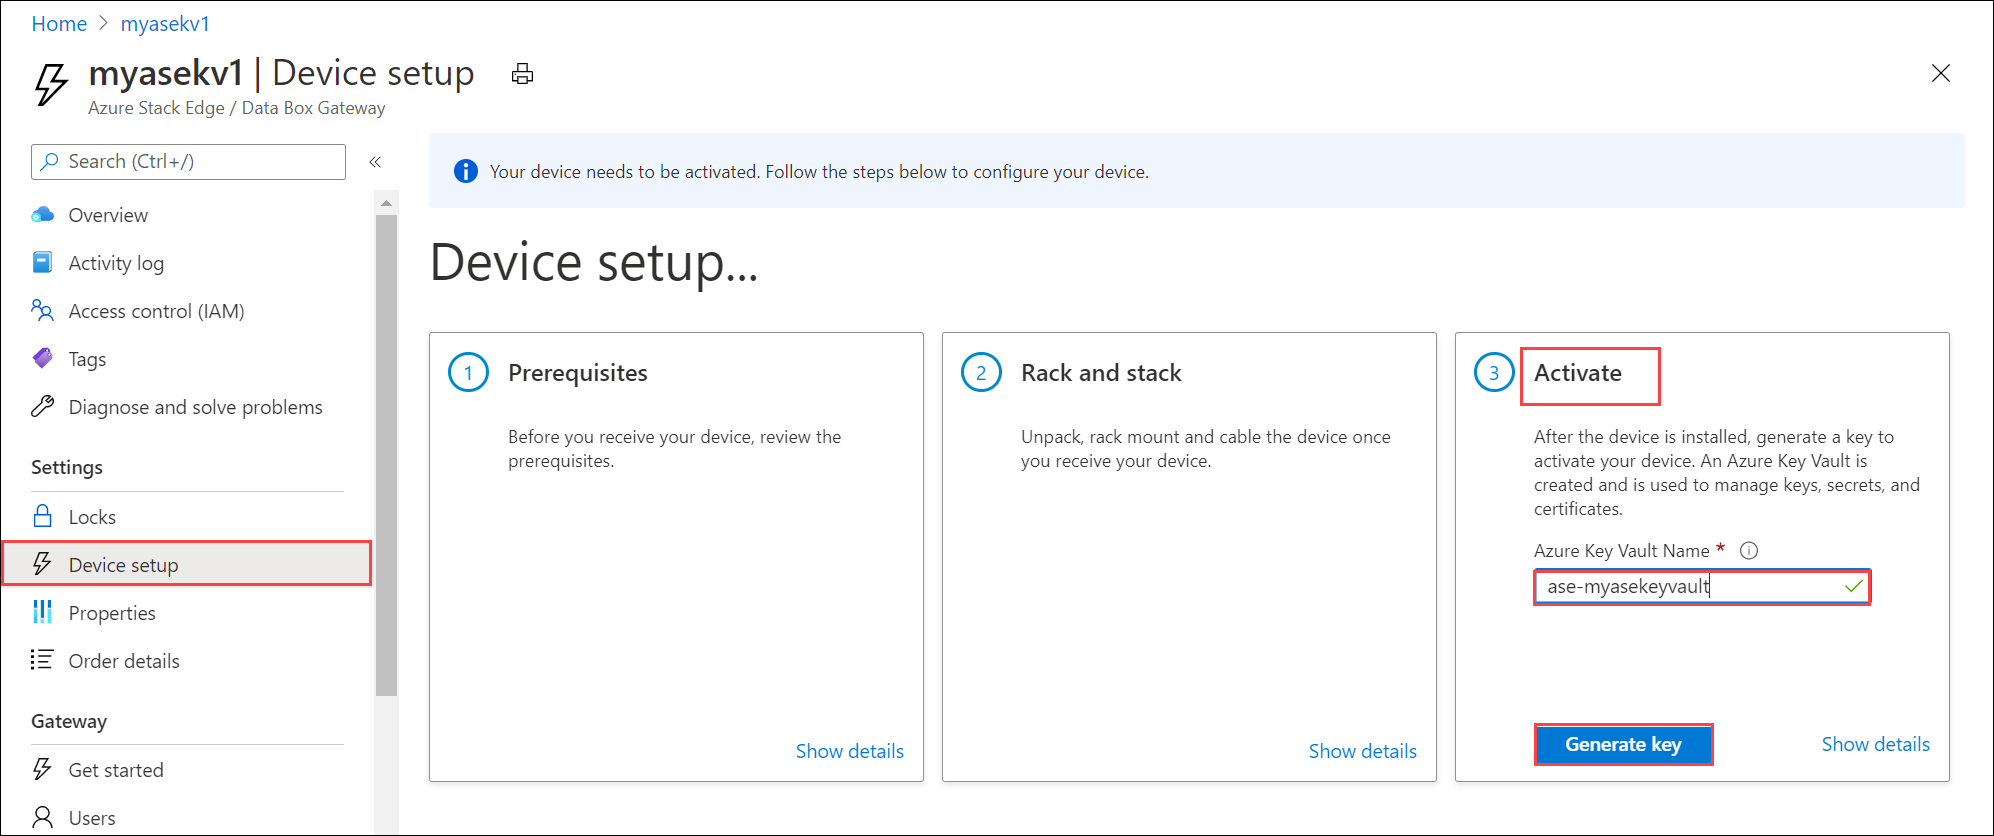 Home > myasekv1
myasekv1 | Device setup
Azure Stack Edge / Data Box Gateway
Search (Ctrl+/)
«
Overview
Activity log
Access control (IAM)
Tags
Diagnose and solve problems
Settings
Locks
Device setup
Properties
Order details
Gateway
Get started
Users
Your device needs to be activated. Follow the steps below to configure your device.
Device setup...
1 Prerequisites
Before you receive your device, review the
prerequisites.
Show details
2 Rack and stack
Unpack, rack mount and cable the device once
you receive your device.
Show details
3 Activate
After the device is installed, generate a key to
activate your device. An Azure Key Vault is
created and is used to manage keys, secrets, and
certificates.
Azure Key Vault Name *
ase-myasekeyvault
Generate key
Show details